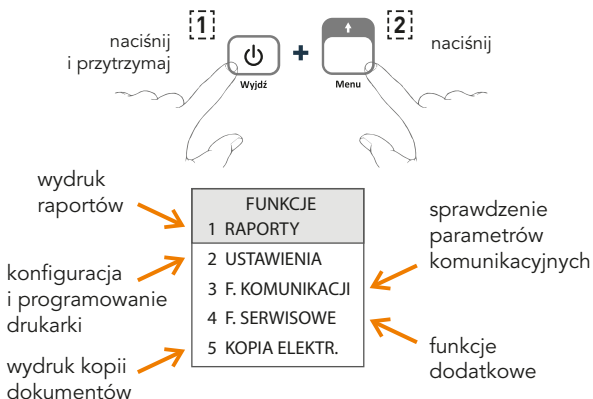 1
naciśnij
i przytrzymaj
Wyjdź
+
Menu
2
naciśnij
wydruk
raportów
konfiguracja
i programowanie
drukarki
wydruk kopii
dokumentów
FUNKCJE
1 RAPORTY
2 USTAWIENIA
3 F. KOMUNIKACJI
4 F. SERWISOWE
5 KOPIA ELEKTR.
sprawdzenie
parametrów
komunikacyjnych
funkcje
dodatkowe